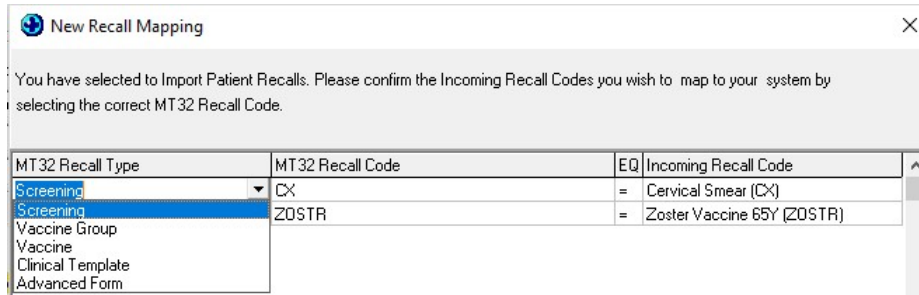 New Recall Mapping
You have selected to Import Patient Recalls. Please confirm the Incoming Recall Codes you wish to map to your system by
selecting the correct MT32 Recall Code.
MT32 Recall Type MT32 Recall Code EQ Incoming Recall Code
Screening CX = Cervical Smear (CX)
Screening ZOSTR = Zoster Vaccine 65Y (ZOSTR)
Vaccine Group
Vaccine
Clinical Template
Advanced Form